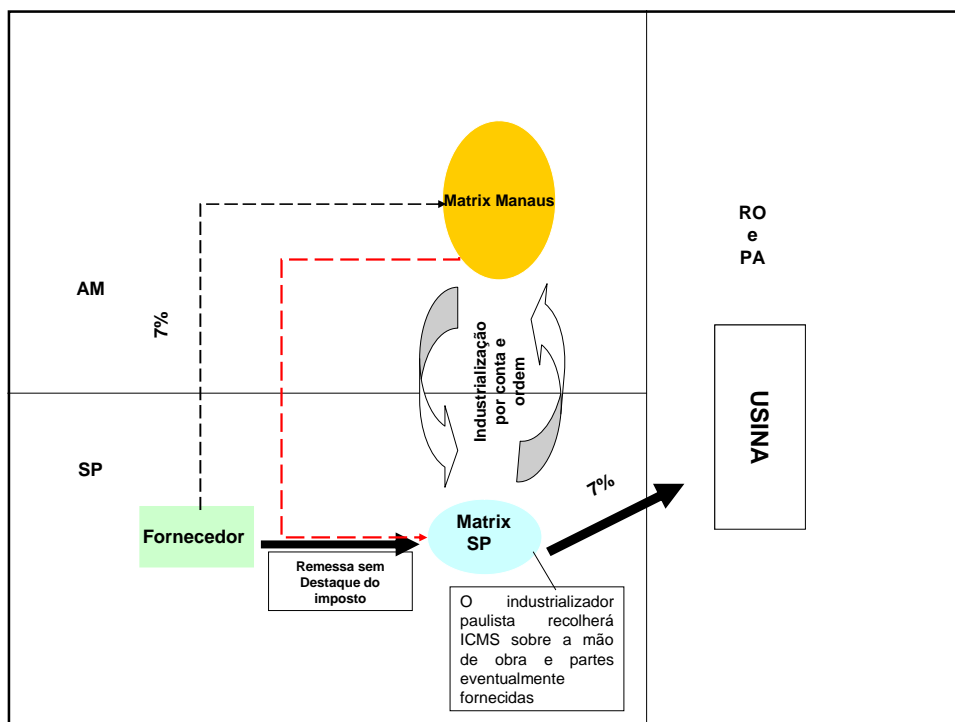 Matrix Manaus
RO
e
PA
AM
7%
Industrialização
por conta e
ordem
USINA
SP
7%
Fornecedor
Matrix
SP
Remessa sem
Destaque do
imposto
O industrializador
paulista recolherá
ICMS sobre a mão
de obra e partes
eventualmente
fornecidas